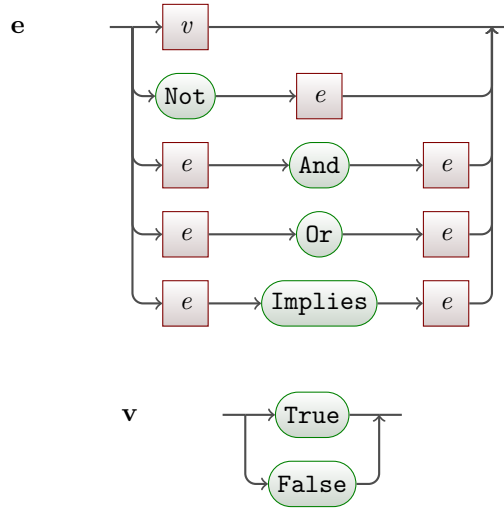 e
v
Not e
e And e
e Or e
e Implies e
v
True
False